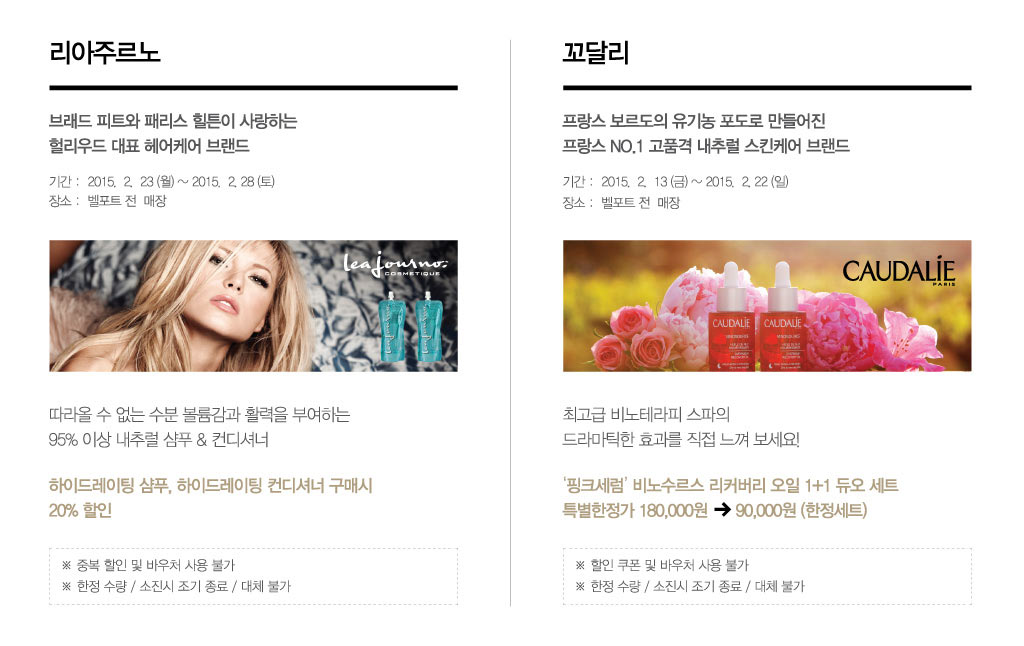 리아주르노
브래드 피트와 패리스 힐튼이 사랑하는
헐리우드 대표 헤어케어 브랜드
기간 : 2015. 2. 23 (월) ~ 2015. 2. 28 (토)
장소 : 벨포트 전 매장
Lea Journo
COSMETIQUE
따라올 수 없는 수분 볼륨감과 활력을 부여하는
95% 이상 내추럴 샴푸 & 컨디셔너
하이드레이팅 샴푸, 하이드레이팅 컨디셔너 구매시
20% 할인
※ 중복 할인 및 바우처 사용 불가
※ 한정 수량 / 소진시 조기 종료 / 대체 불가
꼬달리
프랑스 보르도의 유기농 포도로 만들어진
프랑스 NO.1 고품격 내추럴 스킨케어 브랜드
기간 : 2015. 2. 13 (금) ~ 2015. 2. 22 (일)
장소 : 벨포트 전 매장
CAUDALIE
PARIS
CAUDALIE
CAUDALIE
최고급 비노테라피 스파의
드라마틱한 효과를 직접 느껴 보세요!
‘핑크세럼’ 비노수르스 리커버리 오일 1+1 듀오 세트
특별한정가 180,000원 ➔ 90,000원 (한정세트)
※ 할인 쿠폰 및 바우처 사용 불가
※ 한정 수량 / 소진시 조기 종료 / 대체 불가